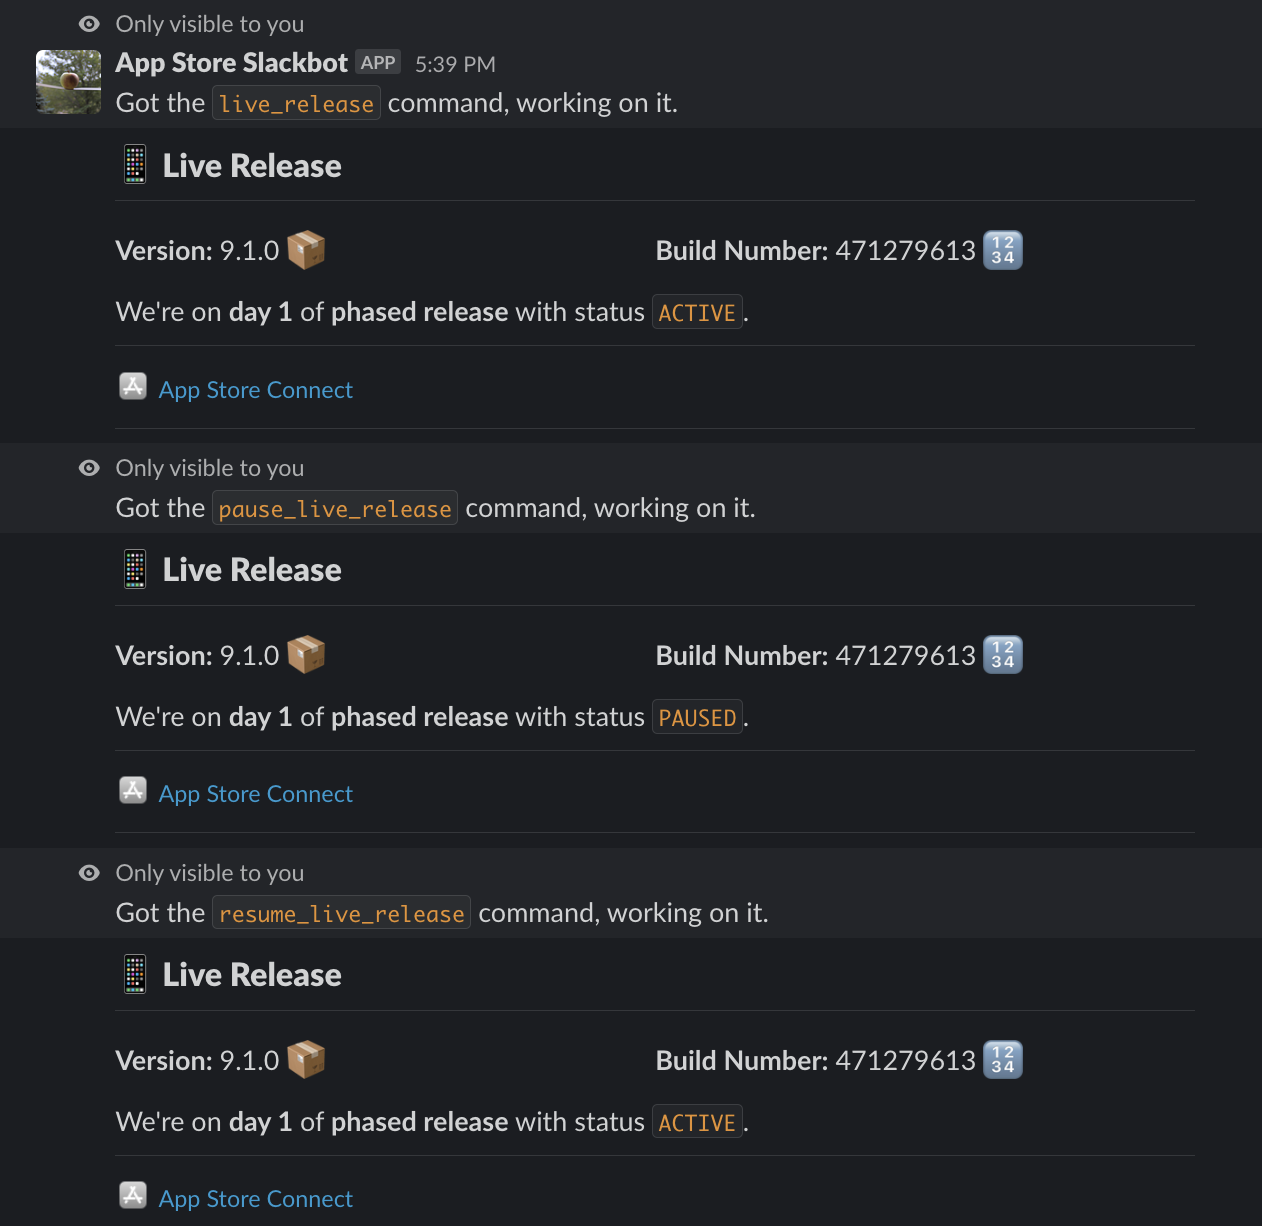 Only visible to you
App Store Slackbot APP 5:39 PM
Got the live_release command, working on it.
Live Release
Version: 9.1.0 Build Number: 471279613 1234
We're on day 1 of phased release with status ACTIVE.
App Store Connect
Only visible to you
Got the pause_live_release command, working on it.
Live Release
Version: 9.1.0 Build Number: 471279613 1234
We're on day 1 of phased release with status PAUSED.
App Store Connect
Only visible to you
Got the resume_live_release command, working on it.
Live Release
Version: 9.1.0 Build Number: 471279613 1234
We're on day 1 of phased release with status ACTIVE.
App Store Connect